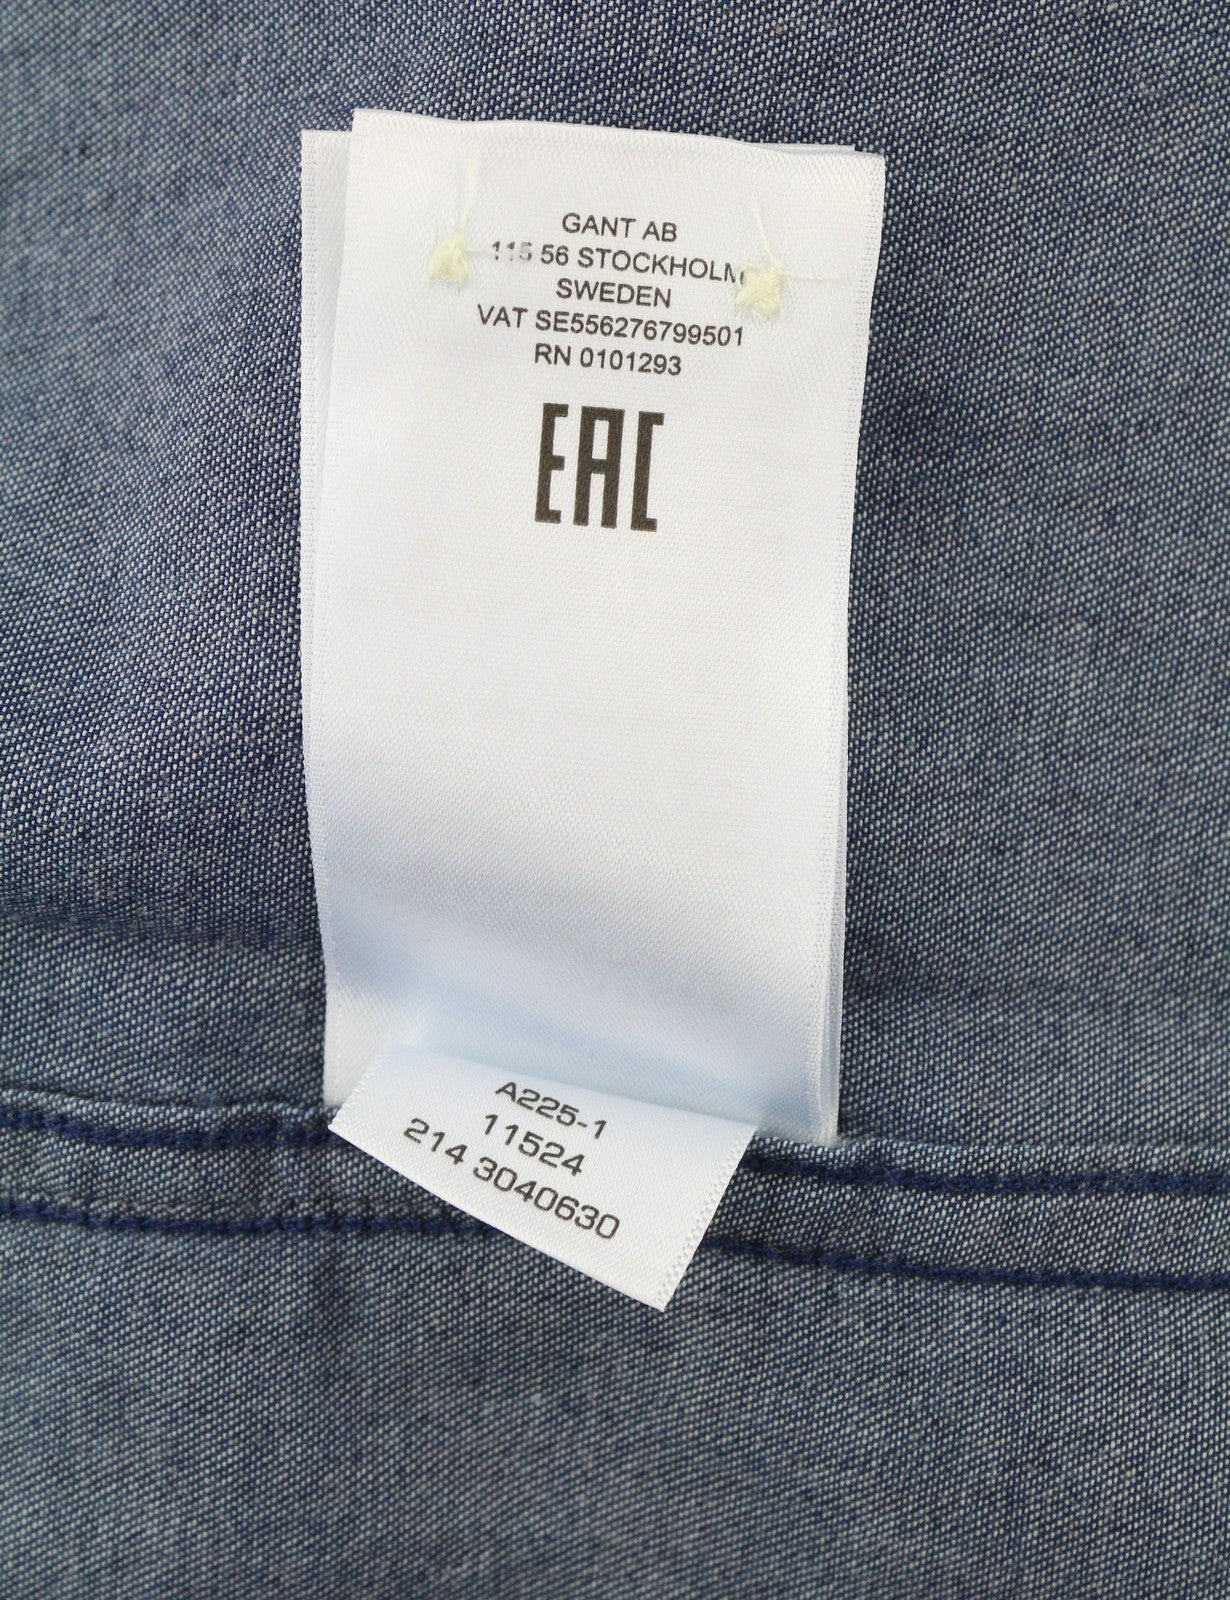 GANT AB
115 56 STOCKHOLM
SWEDEN
VAT SE556276799501
RN 0101293
EAC
A225-1
11524
214 3040630